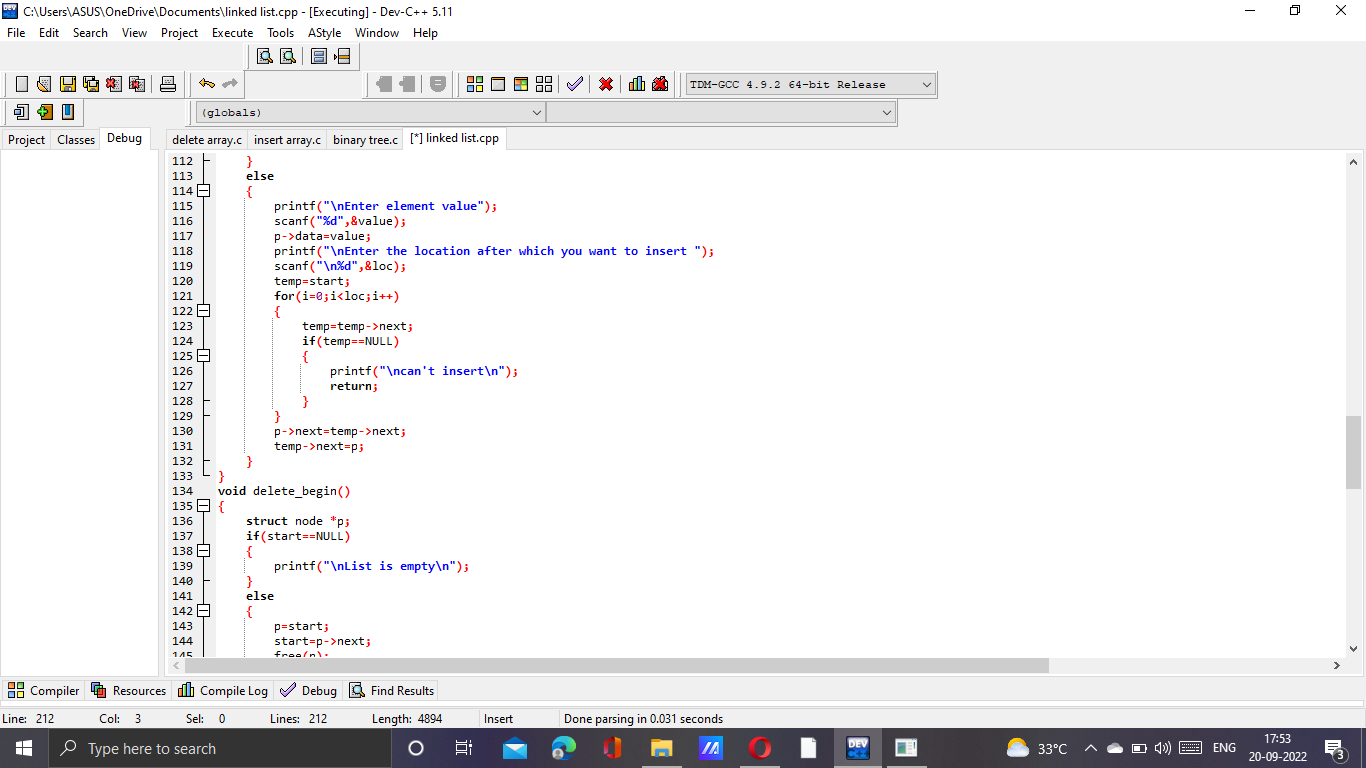 C:\Users\ASUS\OneDrive\Documents\linked list.cpp - [Executing] - Dev-C++ 5.11
File Edit Search View Project Execute Tools AStyle Window Help
TDM-GCC 4.9.2 64-bit Release
(globals)
Project Classes Debug delete array.c insert array.c binary tree.c [*] linked list.cpp
112 }
113 else
114 {
115 printf("\nEnter element value");
116 scanf("%d",&value);
117 p->data=value;
118 printf("\nEnter the location after which you want to insert ");
119 scanf("\n%d",&loc);
120 temp=start;
121 for(i=0;i<loc;i++)
122 {
123 temp=temp->next;
124 if(temp==NULL)
125 {
126 printf("\ncan't insert\n");
127 return;
128 }
129 }
130 p->next=temp->next;
131 temp->next=p;
132 }
133 }
134 void delete_begin()
135 {
136 struct node *p;
137 if(start==NULL)
138 {
139 printf("\nList is empty\n");
140 }
141 else
142 {
143 p=start;
144 start=p->next;
145 free(p);
Compiler Resources Compile Log Debug Find Results
Line: 212 Col: 3 Sel: 0 Lines: 212 Length: 4894 Insert Done parsing in 0.031 seconds
Type here to search DEV 33°C ENG 17:53
20-09-2022 3